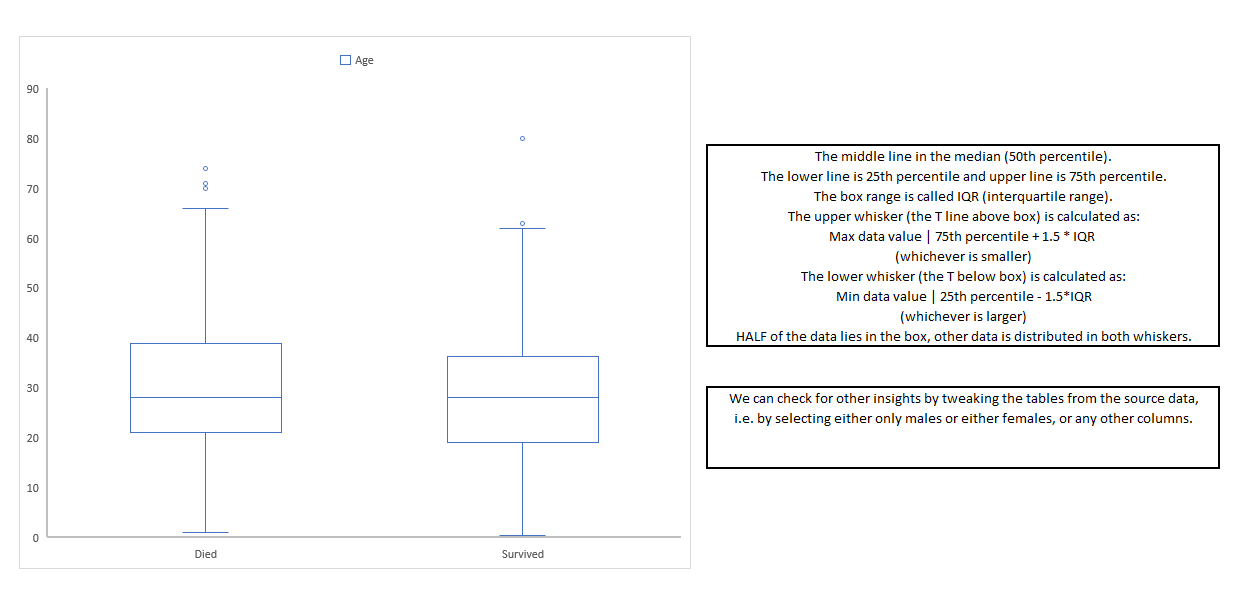 Age
90
80
70
60
50
40
30
20
10
0
Died Survived
The middle line in the median (50th percentile).
The lower line is 25th percentile and upper line is 75th percentile.
The box range is called IQR (interquartile range).
The upper whisker (the T line above box) is calculated as:
Max data value | 75th percentile + 1.5 * IQR
(whichever is smaller)
The lower whisker (the T below box) is calculated as:
Min data value | 25th percentile - 1.5*IQR
(whichever is larger)
HALF of the data lies in the box, other data is distributed in both whiskers.
We can check for other insights by tweaking the tables from the source data,
i.e. by selecting either only males or either females, or any other columns.